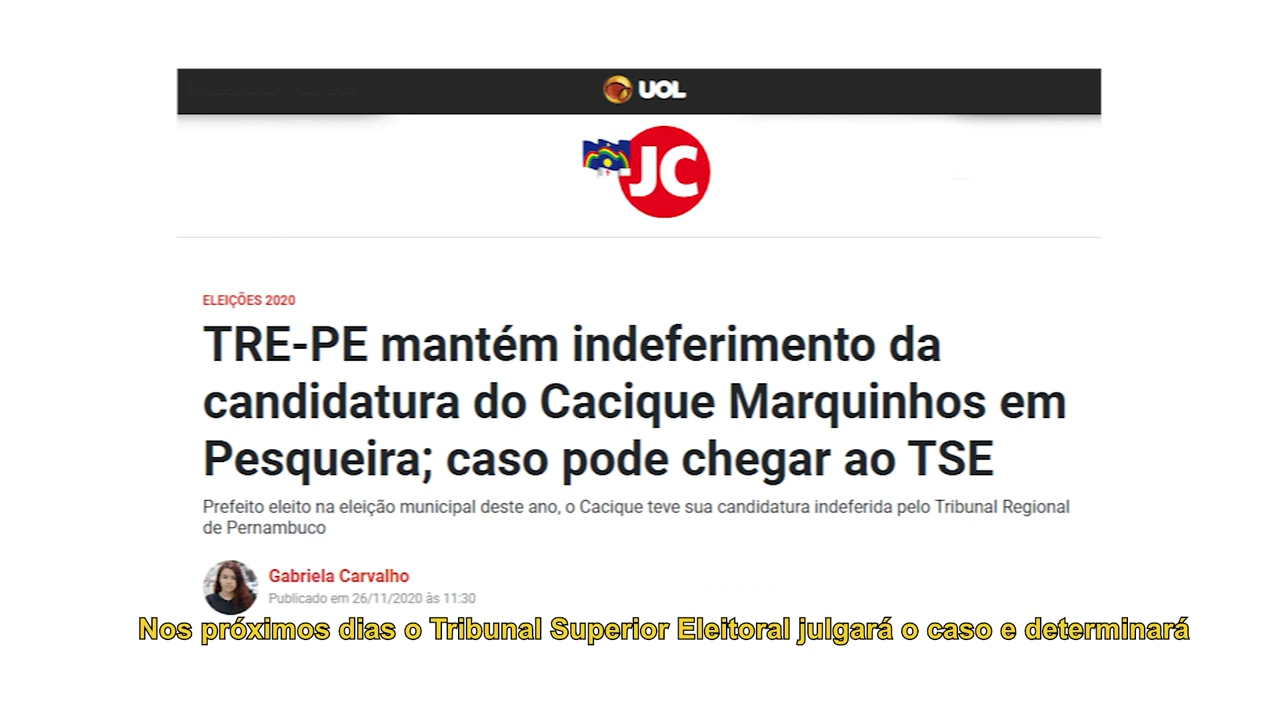 UOL
JC
ELEIÇÕES 2020
TRE-PE mantém indeferimento da
candidatura do Cacique Marquinhos em
Pesqueira; caso pode chegar ao TSE
Prefeito eleito na eleição municipal deste ano, o Cacique teve sua candidatura indeferida pelo Tribunal Regional
de Pernambuco
Gabriela Carvalho
Publicado em 26/11/2020 às 11:30
Nos próximos dias o Tribunal Superior Eleitoral julgará o caso e determinará